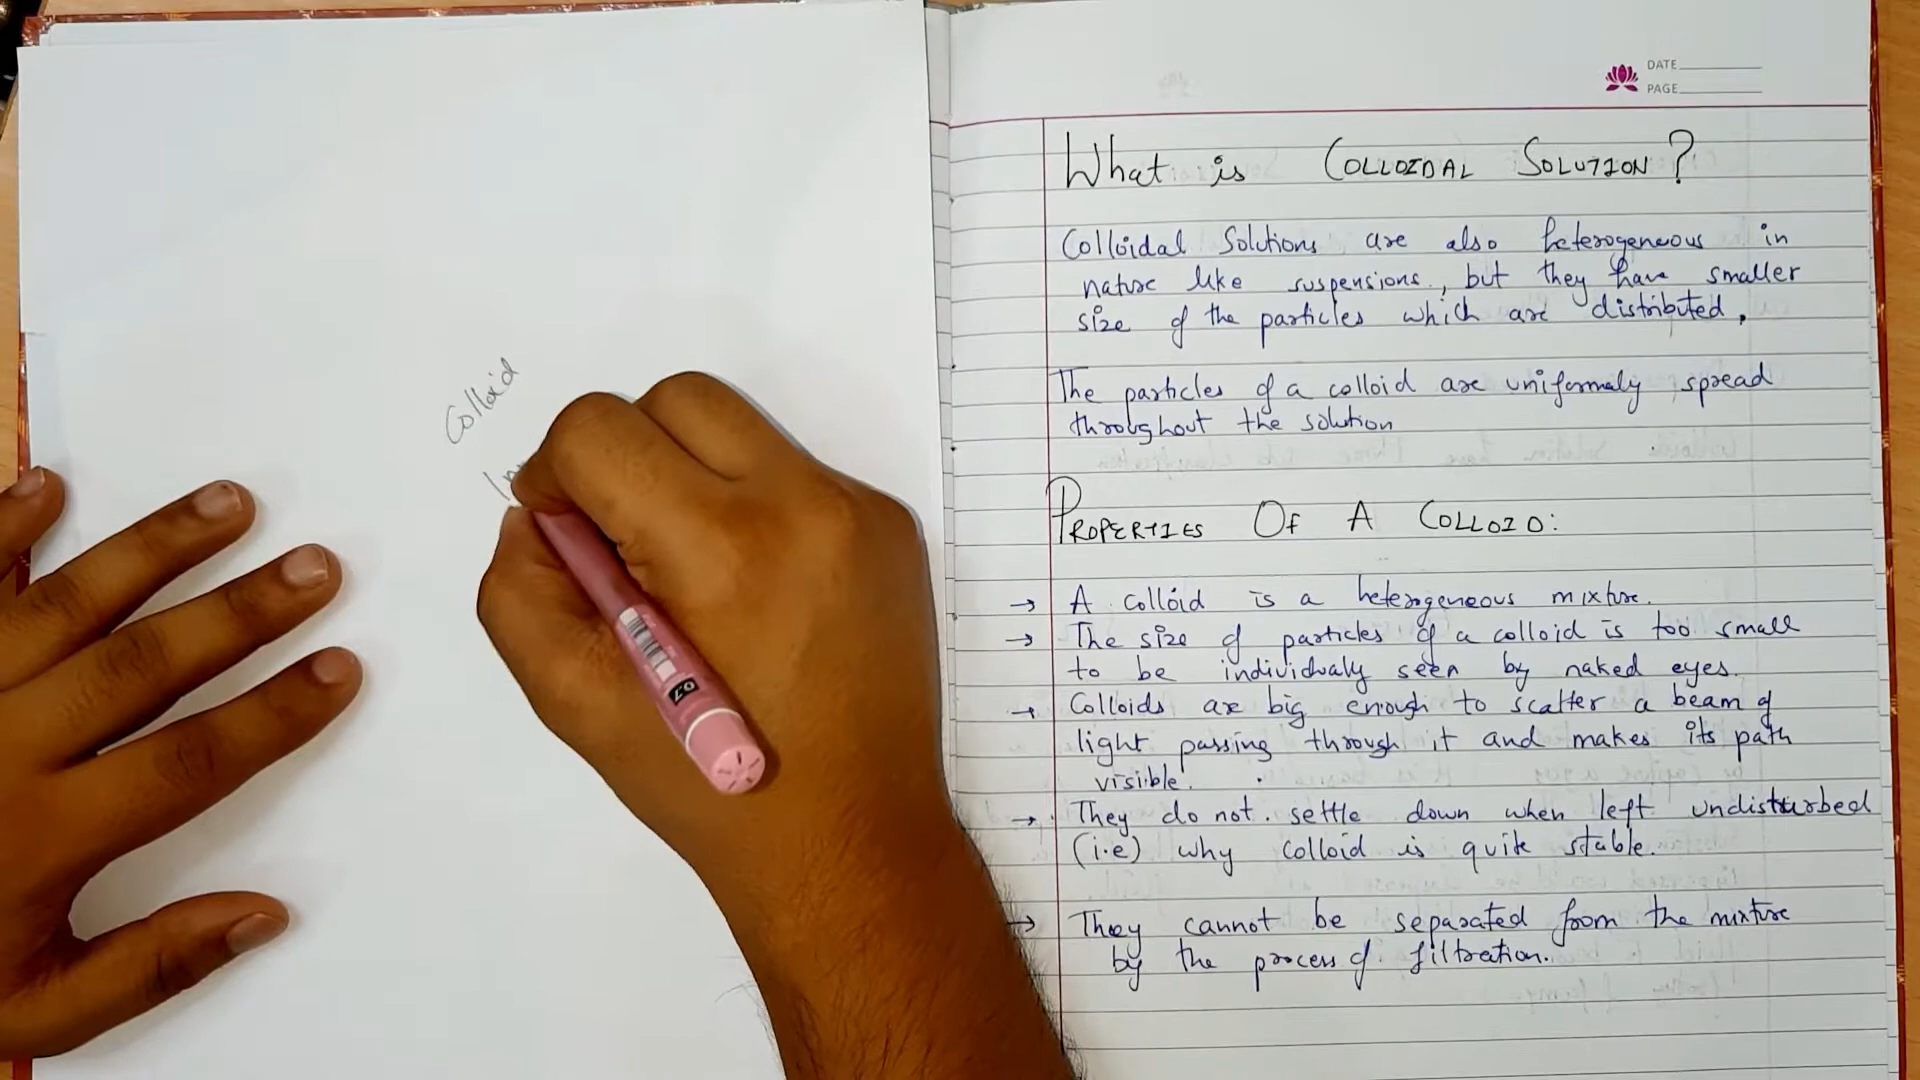 Colloid
DATE
PAGE
What is COLLOIDAL SOLUTION?
Colloidal Solutions are also heterogeneous in
nature like suspensions, but they have smaller
size of the particles which are distributed,
The particles of a colloid are uniformaly spread
throughout the solution
PROPERTIES OF A COLLOID:
→ A colloid is a heterogeneous mixture.
→ The size of particles of a colloid is too small
to be individualy seen by naked eyes.
→ Colloids are big enough to scatter a beam of
light passing through it and makes its path
visible.
→ They do not settle down when left undisturbed
(i.e) why colloid is quite stable.
→ They cannot be separated from the mixture
by the process of filtration.
0.7